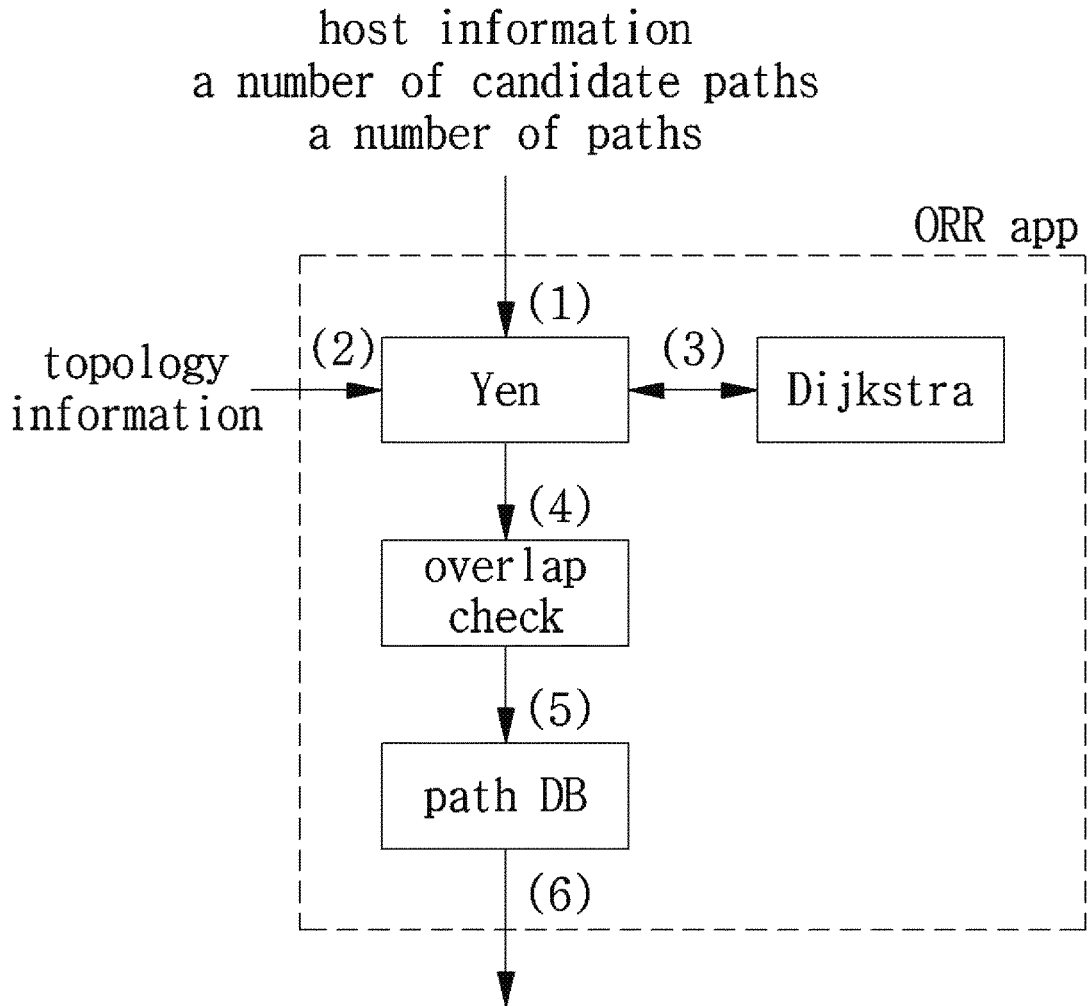 host information
a number of candidate paths
a number of paths
ORR app
(1)
topology
information
(2)
Yen
(3)
Dijkstra
(4)
overlap
check
(5)
path DB
(6)